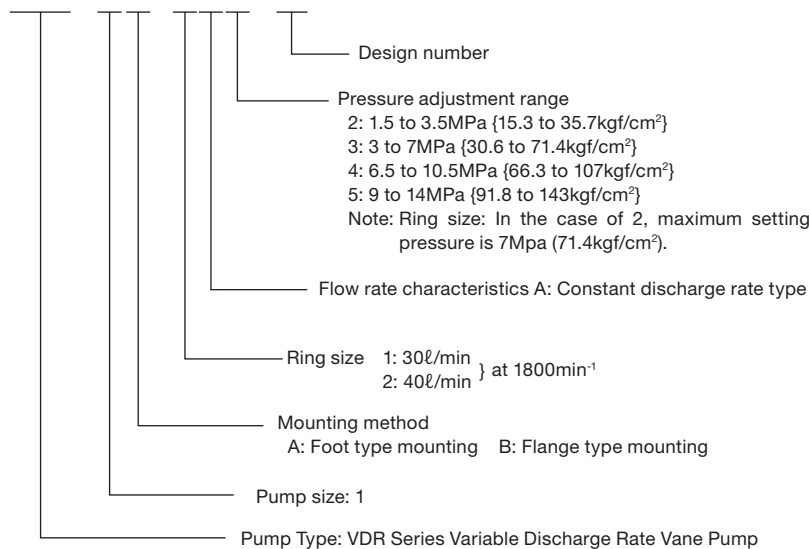 Design number
Pressure adjustment range
2: 1.5 to 3.5MPa {15.3 to 35.7kgf/cm²}
3: 3 to 7MPa {30.6 to 71.4kgf/cm²}
4: 6.5 to 10.5MPa {66.3 to 107kgf/cm²}
5: 9 to 14MPa {91.8 to 143kgf/cm²}
Note: Ring size: In the case of 2, maximum setting
pressure is 7Mpa (71.4kgf/cm²).
Flow rate characteristics A: Constant discharge rate type
Ring size 1: 30ℓ/min
2: 40ℓ/min } at 1800min⁻¹
Mounting method
A: Foot type mounting B: Flange type mounting
Pump size: 1
Pump Type: VDR Series Variable Discharge Rate Vane Pump